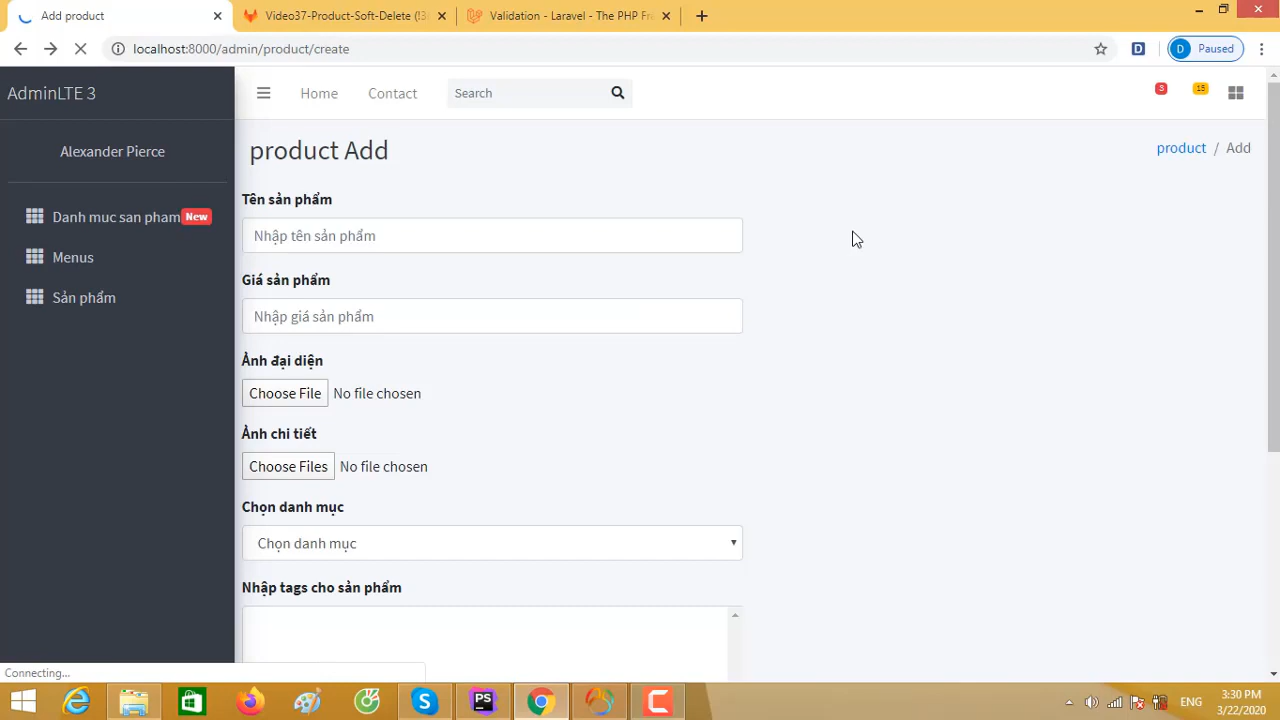 Add product
Video37-Product-Soft-Delete (!3
Validation - Laravel - The PHP Fr
localhost:8000/admin/product/create
D Paused
AdminLTE 3
Home
Contact
Search
3
15
Alexander Pierce
product Add
product / Add
Danh muc san pham New
Menus
Sản phẩm
Tên sản phẩm
Nhập tên sản phẩm
Giá sản phẩm
Nhập giá sản phẩm
Ảnh đại diện
Choose File No file chosen
Ảnh chi tiết
Choose Files No file chosen
Chọn danh mục
Chọn danh mục
Nhập tags cho sản phẩm
Connecting...
ENG
3:30 PM
3/22/2020